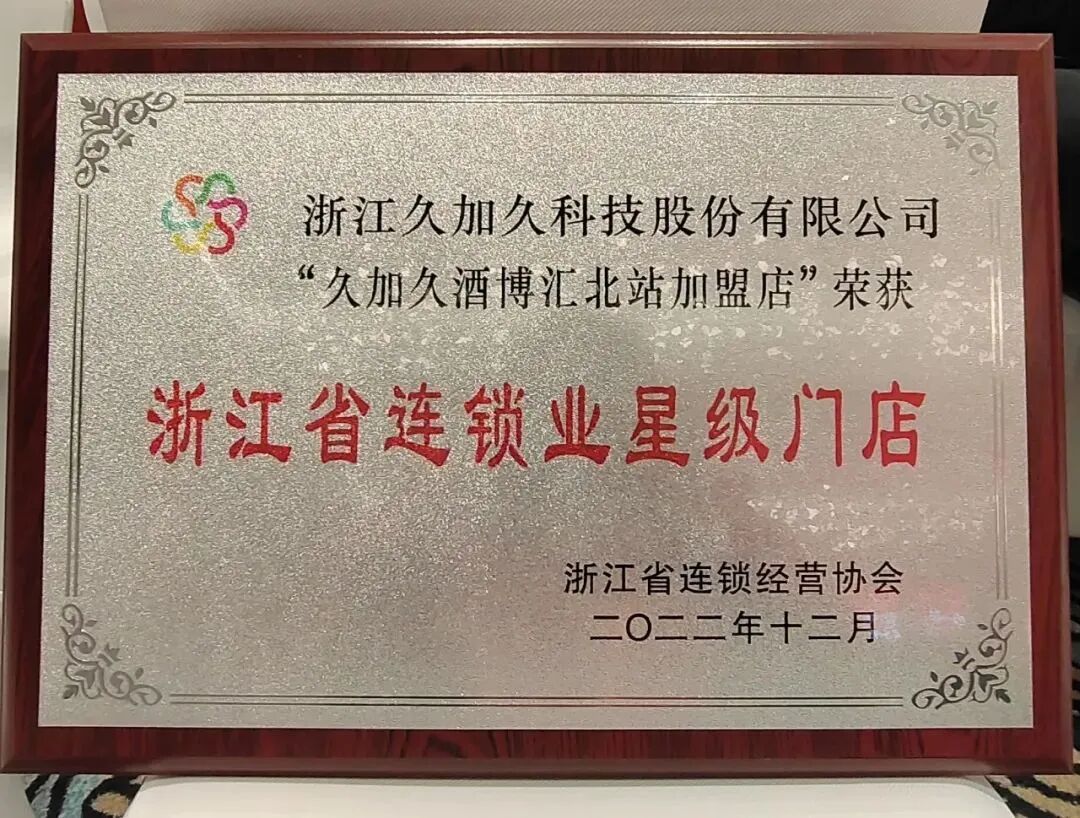 浙江久加久科技股份有限公司
“久加久酒博汇北站加盟店”荣获
浙江省连锁业星级门店
浙江省连锁经营协会
二〇二二年十二月